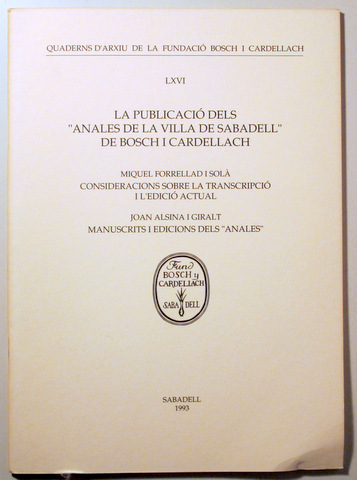 QUADERNS D'ARXIU DE LA FUNDACIÓ BOSCH I CARDELLACH
LXVI
LA PUBLICACIÓ DELS
"ANALES DE LA VILLA DE SABADELL"
DE BOSCH I CARDELLACH
MIQUEL FORRELLAD I SOLÀ
CONSIDERACIONS SOBRE LA TRANSCRIPCIÓ
I L'EDICIÓ ACTUAL
JOAN ALSINA I GIRALT
MANUSCRITS I EDICIONS DELS "ANALES"
Fund
BOSCH y
CARDELLACH
SABADELL
SABADELL
1993